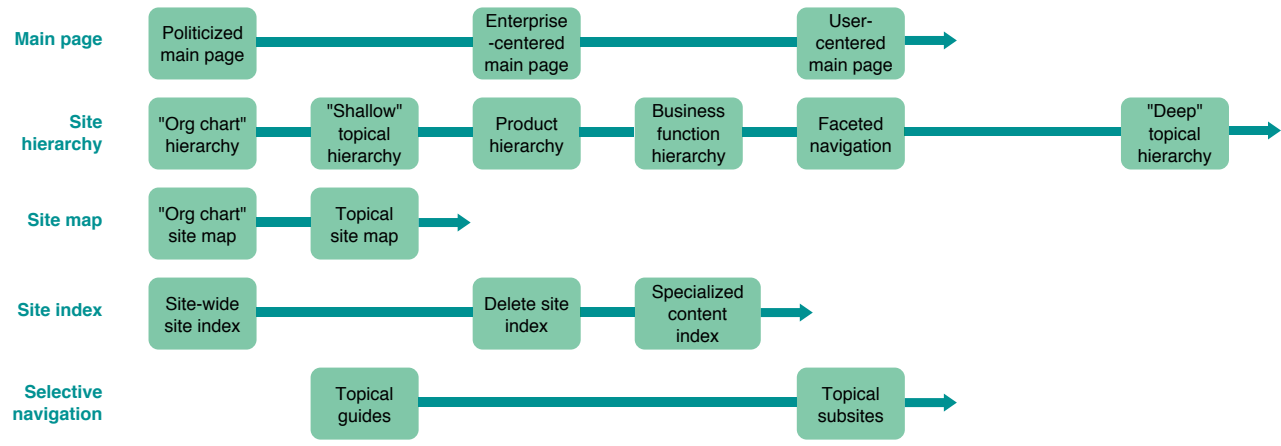 Main page
Politicized
main page
Enterprise
-centered
main page
User-
centered
main page
Site
hierarchy
"Org chart"
hierarchy
"Shallow"
topical
hierarchy
Product
hierarchy
Business
function
hierarchy
Faceted
navigation
"Deep"
topical
hierarchy
Site map
"Org chart"
site map
Topical
site map
Site index
Site-wide
site index
Delete site
index
Specialized
content
index
Selective
navigation
Topical
guides
Topical
subsites